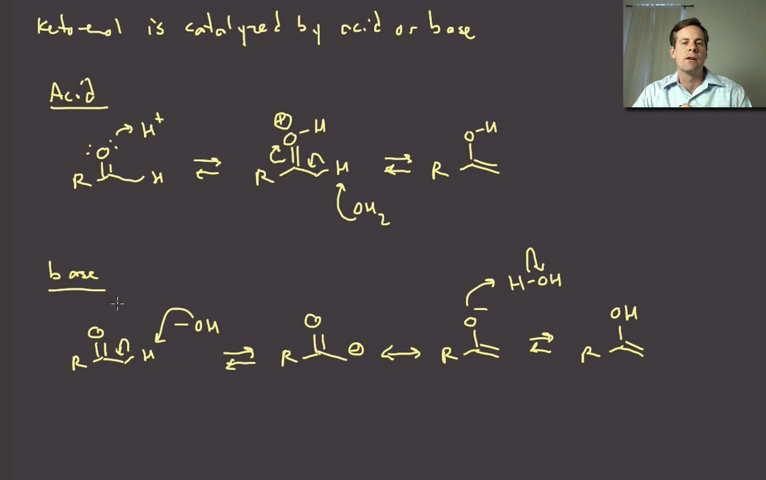 Keto-enol is catalyzed by acid or base
Acid
:O: H+ ⊕ O-H O-H
R H R H R
OH2
base
H-OH
O -OH O O− OH
R H R ⊖ R R